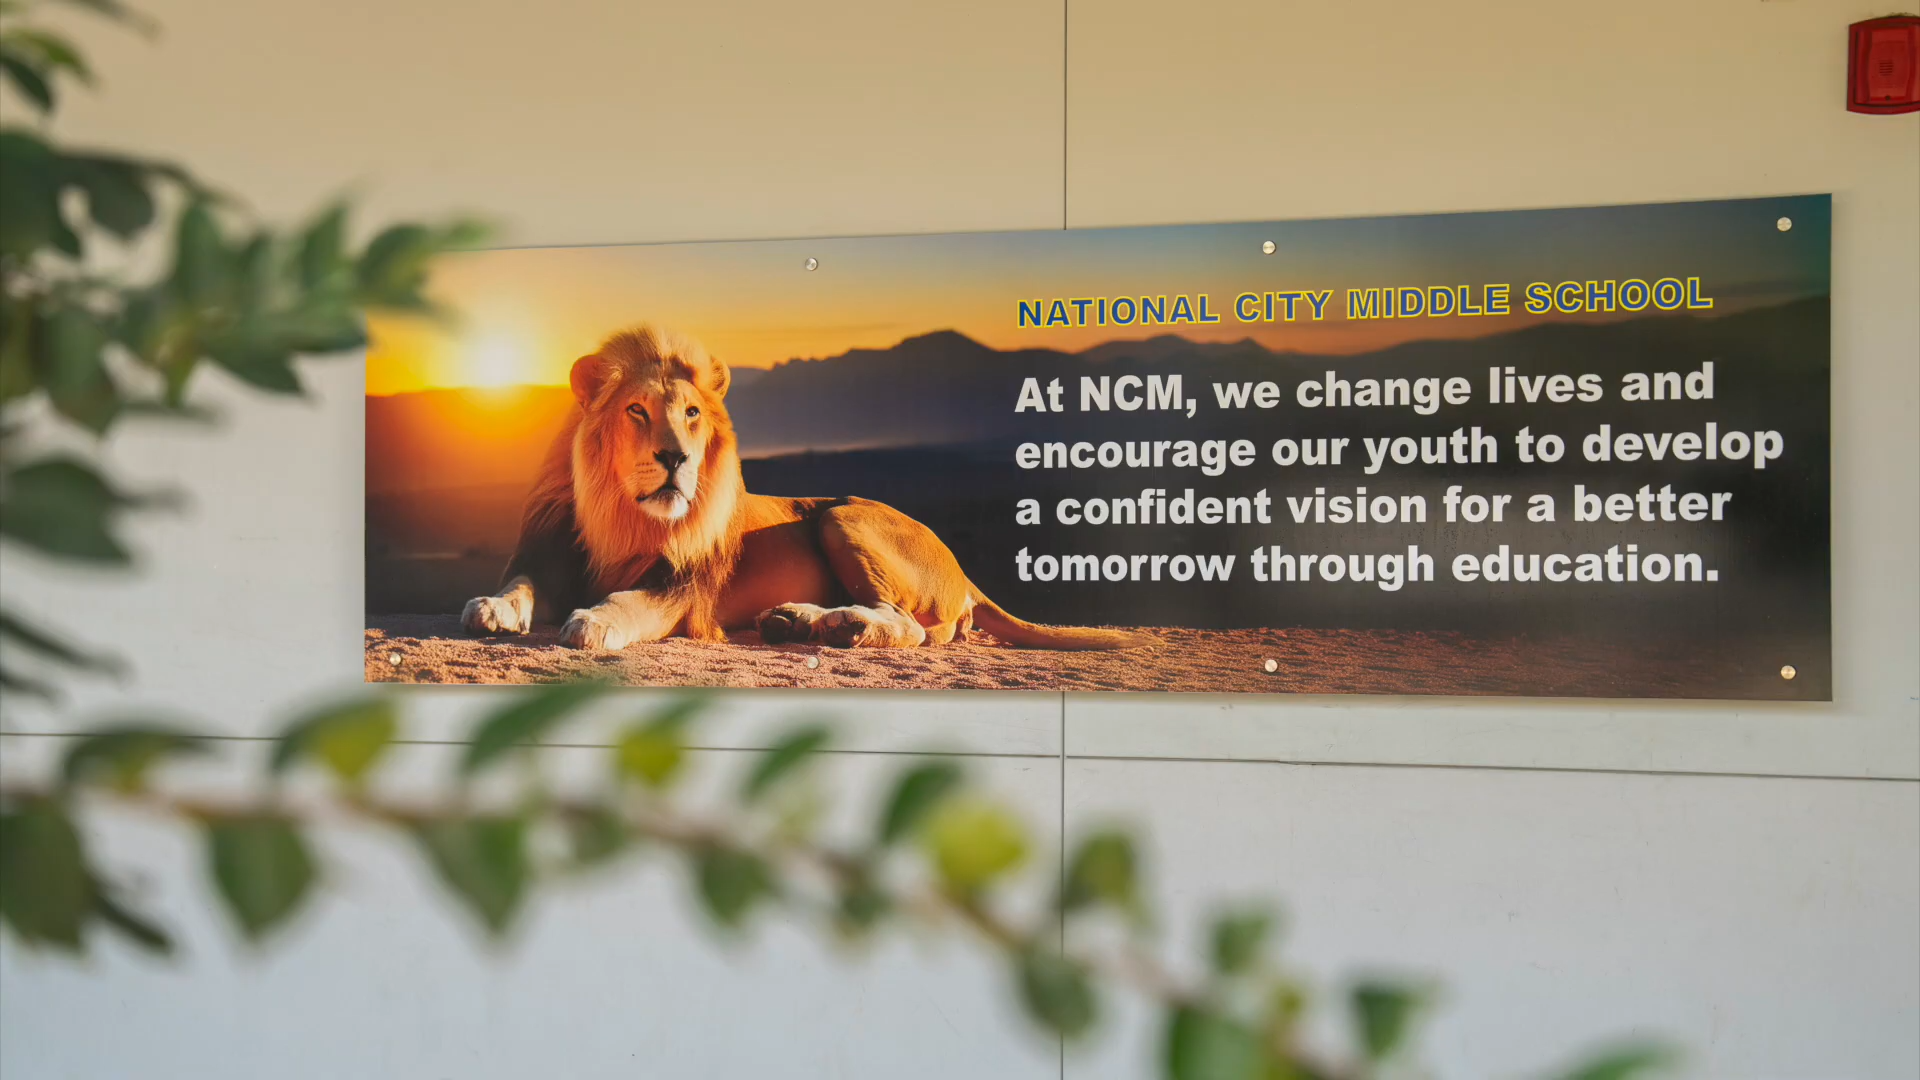 NATIONAL CITY MIDDLE SCHOOL
At NCM, we change lives and
encourage our youth to develop
a confident vision for a better
tomorrow through education.